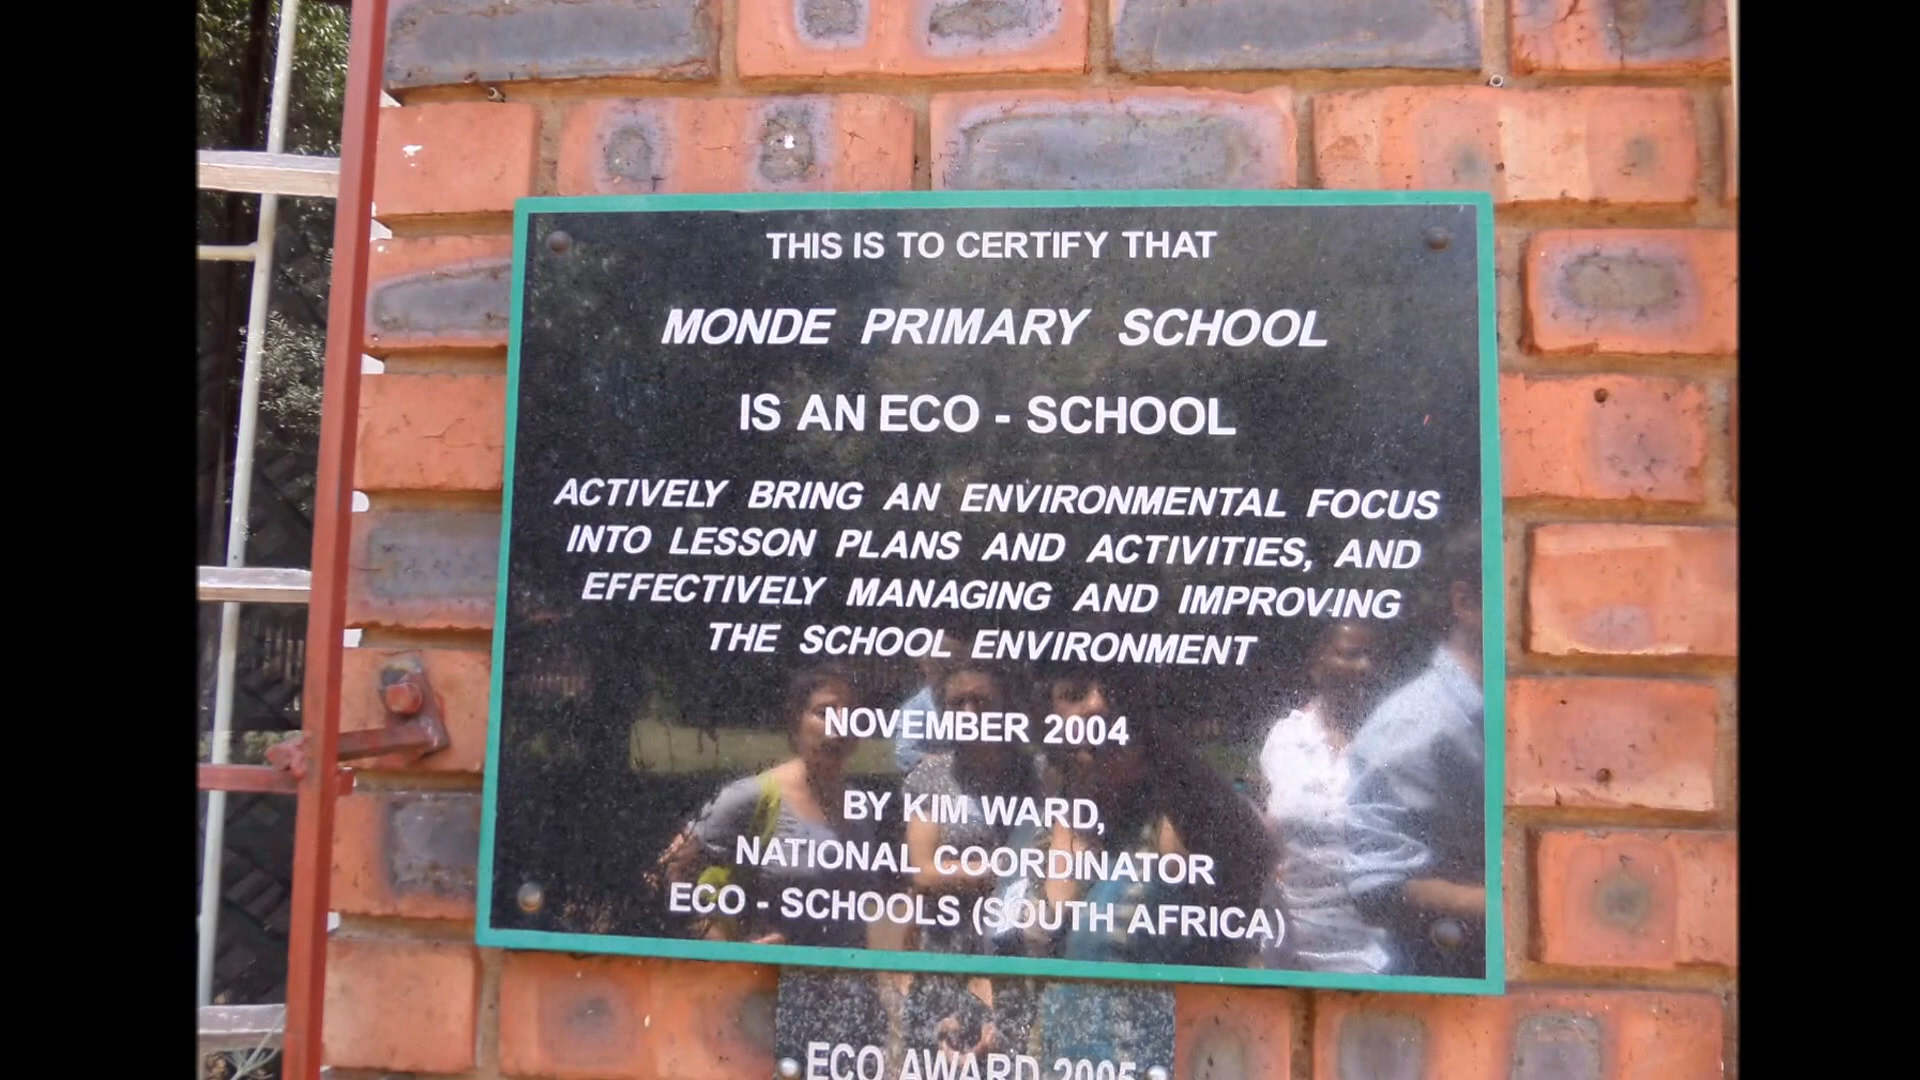 THIS IS TO CERTIFY THAT
MONDE PRIMARY SCHOOL
IS AN ECO - SCHOOL
ACTIVELY BRING AN ENVIRONMENTAL FOCUS
INTO LESSON PLANS AND ACTIVITIES, AND
EFFECTIVELY MANAGING AND IMPROVING
THE SCHOOL ENVIRONMENT
NOVEMBER 2004
BY KIM WARD,
NATIONAL COORDINATOR
ECO - SCHOOLS (SOUTH AFRICA)
ECO AWARD 2005